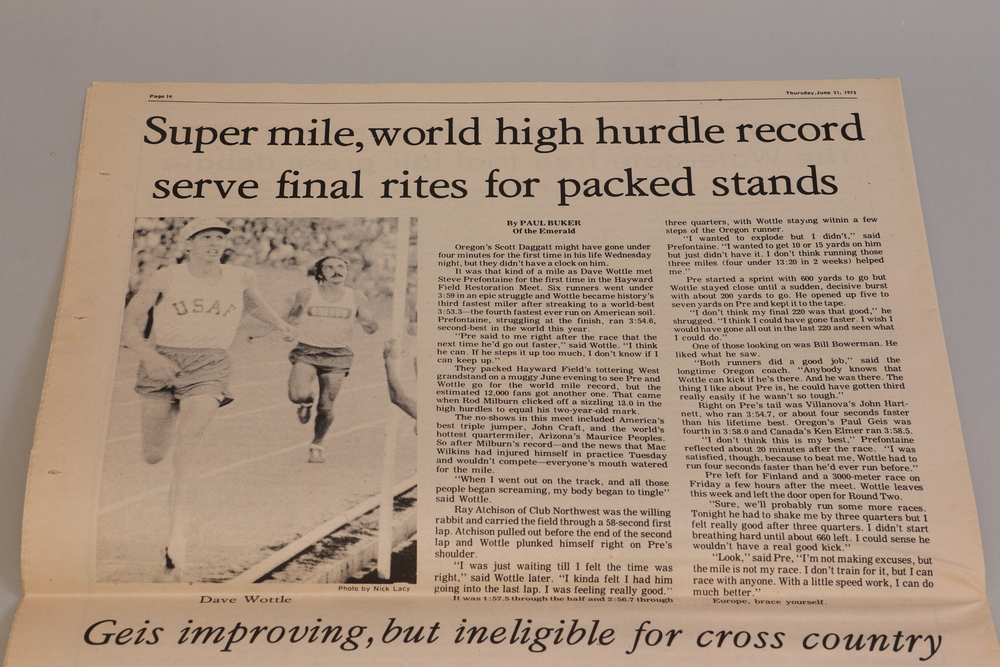 Page 14
Thursday, June 21, 1973
Super mile, world high hurdle record
serve final rites for packed stands
USAF
OREGON
Photo by Nick Lacy
Dave Wottle
By PAUL BUKER
Of the Emerald
Oregon's Scott Daggatt might have gone under
four minutes for the first time in his life Wednesday
night, but they didn't have a clock on him.
It was that kind of a mile as Dave Wottle met
Steve Prefontaine for the first time in the Hayward
Field Restoration Meet. Six runners went under
3:59 in an epic struggle and Wottle became history's
third fastest miler after streaking to a world-best
3:53.3—the fourth fastest ever run on American soil.
Prefontaine, struggling at the finish, ran 3:54.6,
second-best in the world this year.
"Pre said to me right after the race that the
next time he'd go out faster," said Wottle. "I think
he can. If he steps it up too much, I don't know if I
can keep up."
They packed Hayward Field's tottering West
grandstand on a muggy June evening to see Pre and
Wottle go for the world mile record, but the
estimated 12,000 fans got another one. That came
when Rod Milburn clicked of a sizzling 13.0 in the
high hurdles to equal his two-year-old mark.
The no-shows in this meet included America's
best triple jumper, John Craft, and the world's
hottest quartermiler, Arizona's Maurice Peoples.
So after Milburn's record—and the news that Mac
Wilkins had injured himself in practice Tuesday
and wouldn't compete—everyone's mouth watered
for the mile.
"When I went out on the track, and all those
people began screaming, my body began to tingle"
said Wottle.
Ray Atchison of Club Northwest was the willing
rabbit and carried the field through a 58-second first
lap. Atchison pulled out before the end of the second
lap and Wottle plunked himself right on Pre's
shoulder.
"I was just waiting till I felt the time was
right," said Wottle later. "I kinda felt I had him
going into the last lap. I was feeling really good."
It was 1:57.5 through the half and 2:56.7 through
three quarters, with Wottle staying within a few
steps of the Oregon runner.
"I wanted to explode but I didn't," said
Prefontaine. "I wanted to get 10 or 15 yards on him
but just didn't have it. I don't think running those
three miles (four under 13:20 in 2 weeks) helped
me."
Pre started a sprint with 600 yards to go but
Wottle stayed close until a sudden, decisive burst
with about 200 yards to go. He opened up five to
seven yards on Pre and kept it to the tape.
"I don't think my final 220 was that good," he
shrugged. "I think I could have gone faster. I wish I
would have gone all out in the last 220 and seen what
I could do."
One of those looking on was Bill Bowerman. He
liked what he saw.
"Both runners did a good job," said the
longtime Oregon coach. "Anybody knows that
Wottle can kick if he's there. And he was there. The
thing I like about Pre is, he could have gotten third
really easily if he wasn't so tough."
Right on Pre's tail was Villanova's John Hart-
nett, who ran 3:54.7, or about four seconds faster
than his lifetime best. Oregon's Paul Geis was
fourth in 3:58.0 and Canada's Ken Elmer ran 3:58.5.
"I don't think this is my best," Prefontaine
reflected about 20 minutes after the race. "I was
satisfied, though, because to beat me, Wottle had to
run four seconds faster than he'd ever run before."
Pre left for Finland and a 3000-meter race on
Friday a few hours after the meet. Wottle leaves
this week and left the door open for Round Two.
"Sure, we'll probably run some more races.
Tonight he had to shake me by three quarters but I
felt really good after three quarters. I didn't start
breathing hard until about 660 left. I could sense he
wouldn't have a real good kick."
"Look," said Pre, "I'm not making excuses, but
the mile is not my race. I don't train for it, but I can
race with anyone. With a little speed work, I can do
much better."
Europe, brace yourself.
Geis improving, but ineligible for cross country